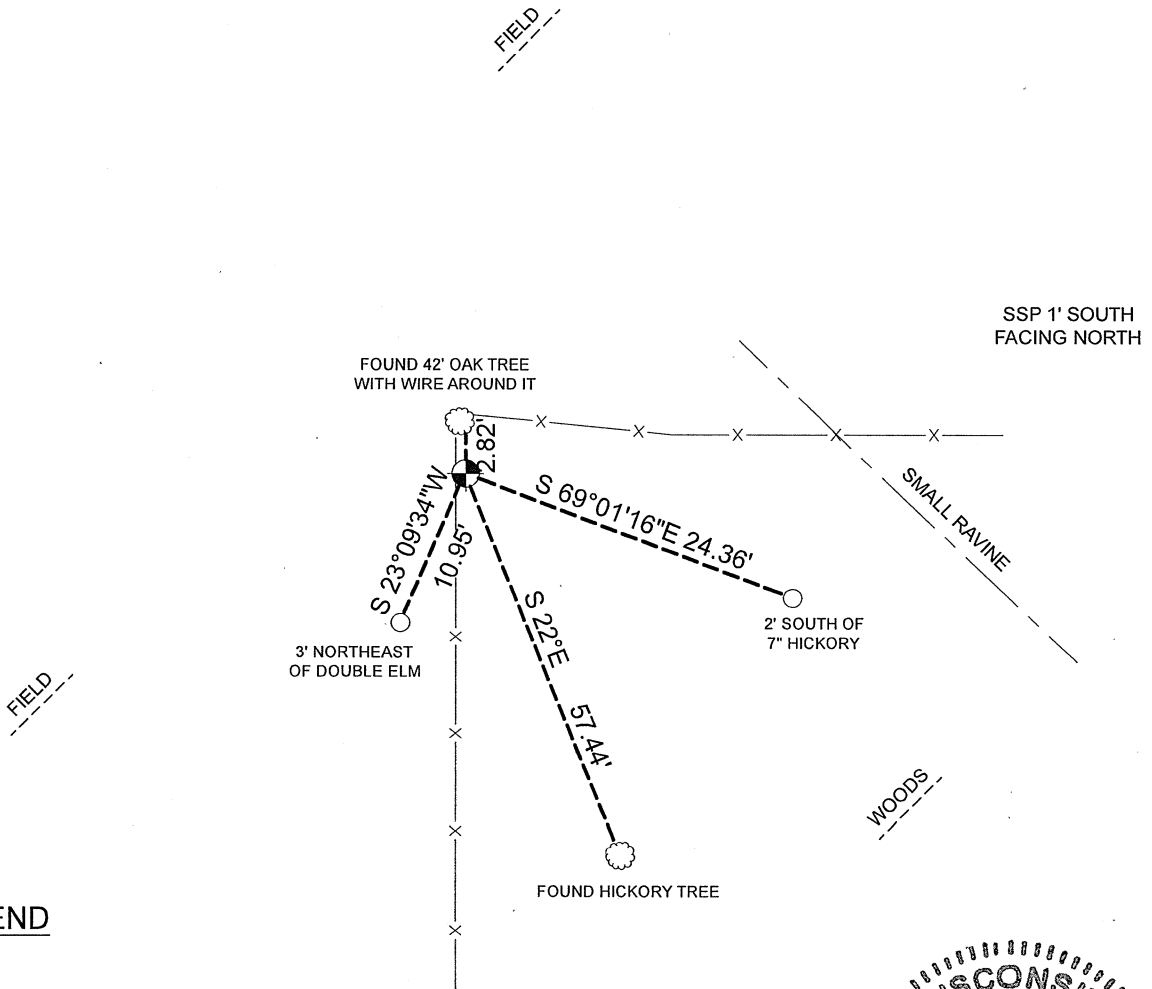 FIELD
SSP 1' SOUTH
FACING NORTH
FOUND 42' OAK TREE
WITH WIRE AROUND IT
2.82'
S 69°01'16"E 24.36'
SMALL RAVINE
S 23°09'34"W
10.95'
S 22°E 57.44'
2' SOUTH OF
7" HICKORY
3' NORTHEAST
OF DOUBLE ELM
FIELD
WOODS
FOUND HICKORY TREE
END
SCONS